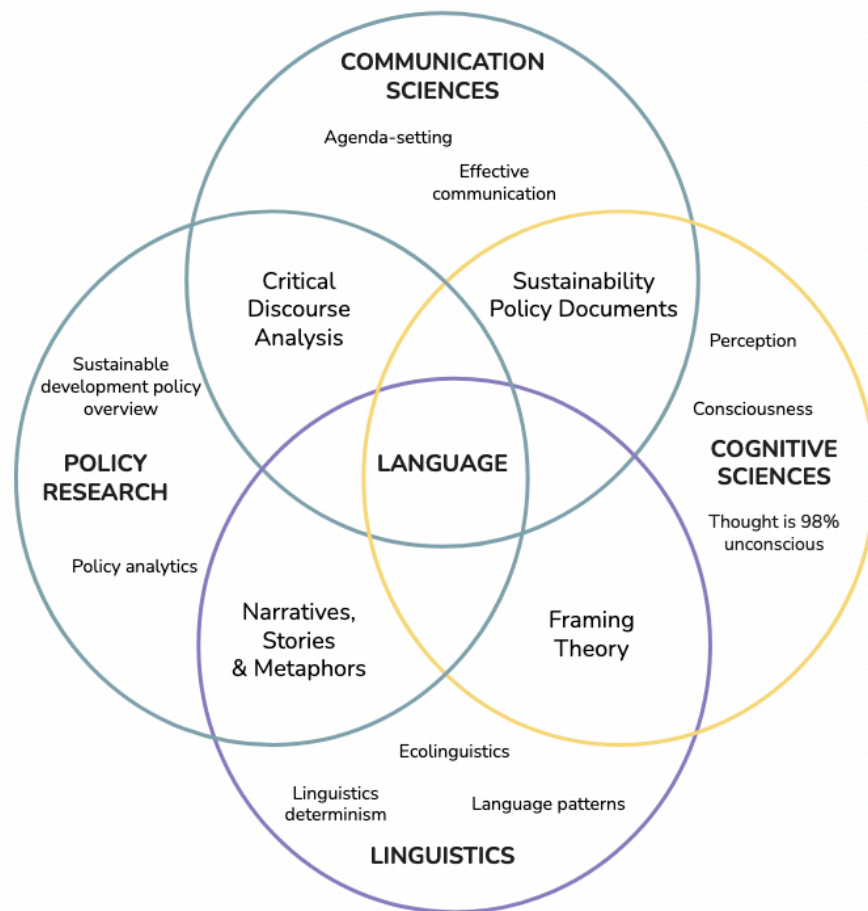 COMMUNICATION
SCIENCES
Agenda-setting
Effective
communication
Critical
Discourse
Analysis
Sustainability
Policy Documents
Perception
Sustainable
development policy
overview
Consciousness
POLICY
RESEARCH
LANGUAGE
COGNITIVE
SCIENCES
Thought is 98%
unconscious
Policy analytics
Narratives,
Stories
& Metaphors
Framing
Theory
Ecolinguistics
Linguistics
determinism
Language patterns
LINGUISTICS